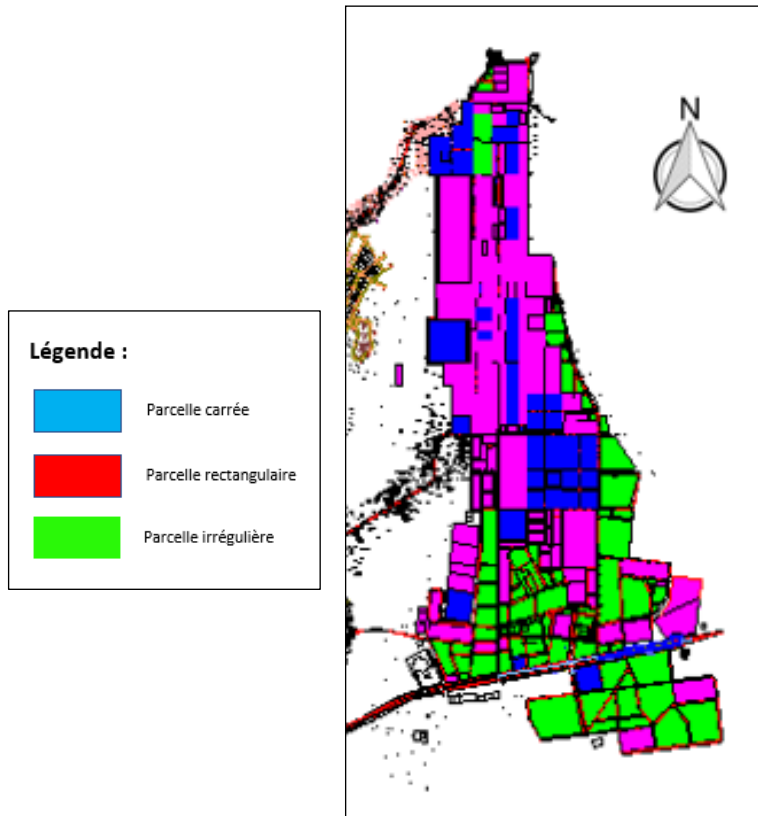 N
Légende :
Parcelle carrée
Parcelle rectangulaire
Parcelle irrégulière